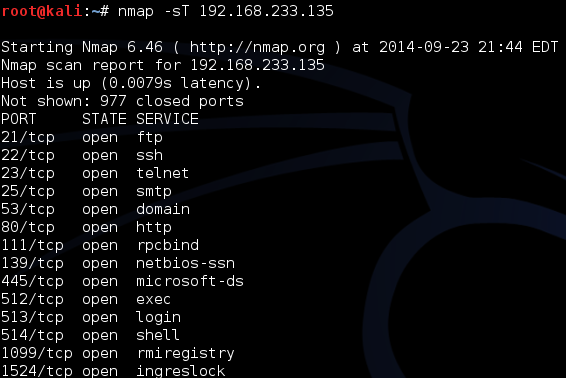 root@kali:~# nmap -sT 192.168.233.135
Starting Nmap 6.46 ( http://nmap.org ) at 2014-09-23 21:44 EDT
Nmap scan report for 192.168.233.135
Host is up (0.0079s latency).
Not shown: 977 closed ports
PORT     STATE SERVICE
21/tcp   open  ftp
22/tcp   open  ssh
23/tcp   open  telnet
25/tcp   open  smtp
53/tcp   open  domain
80/tcp   open  http
111/tcp  open  rpcbind
139/tcp  open  netbios-ssn
445/tcp  open  microsoft-ds
512/tcp  open  exec
513/tcp  open  login
514/tcp  open  shell
1099/tcp open  rmiregistry
1524/tcp open  ingreslock